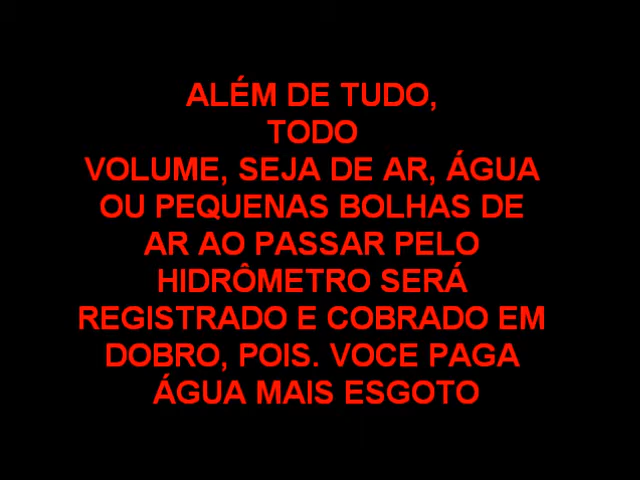 ALÉM DE TUDO,
TODO
VOLUME, SEJA DE AR, ÁGUA
OU PEQUENAS BOLHAS DE
AR AO PASSAR PELO
HIDRÔMETRO SERÁ
REGISTRADO E COBRADO EM
DOBRO, POIS. VOCE PAGA
ÁGUA MAIS ESGOTO